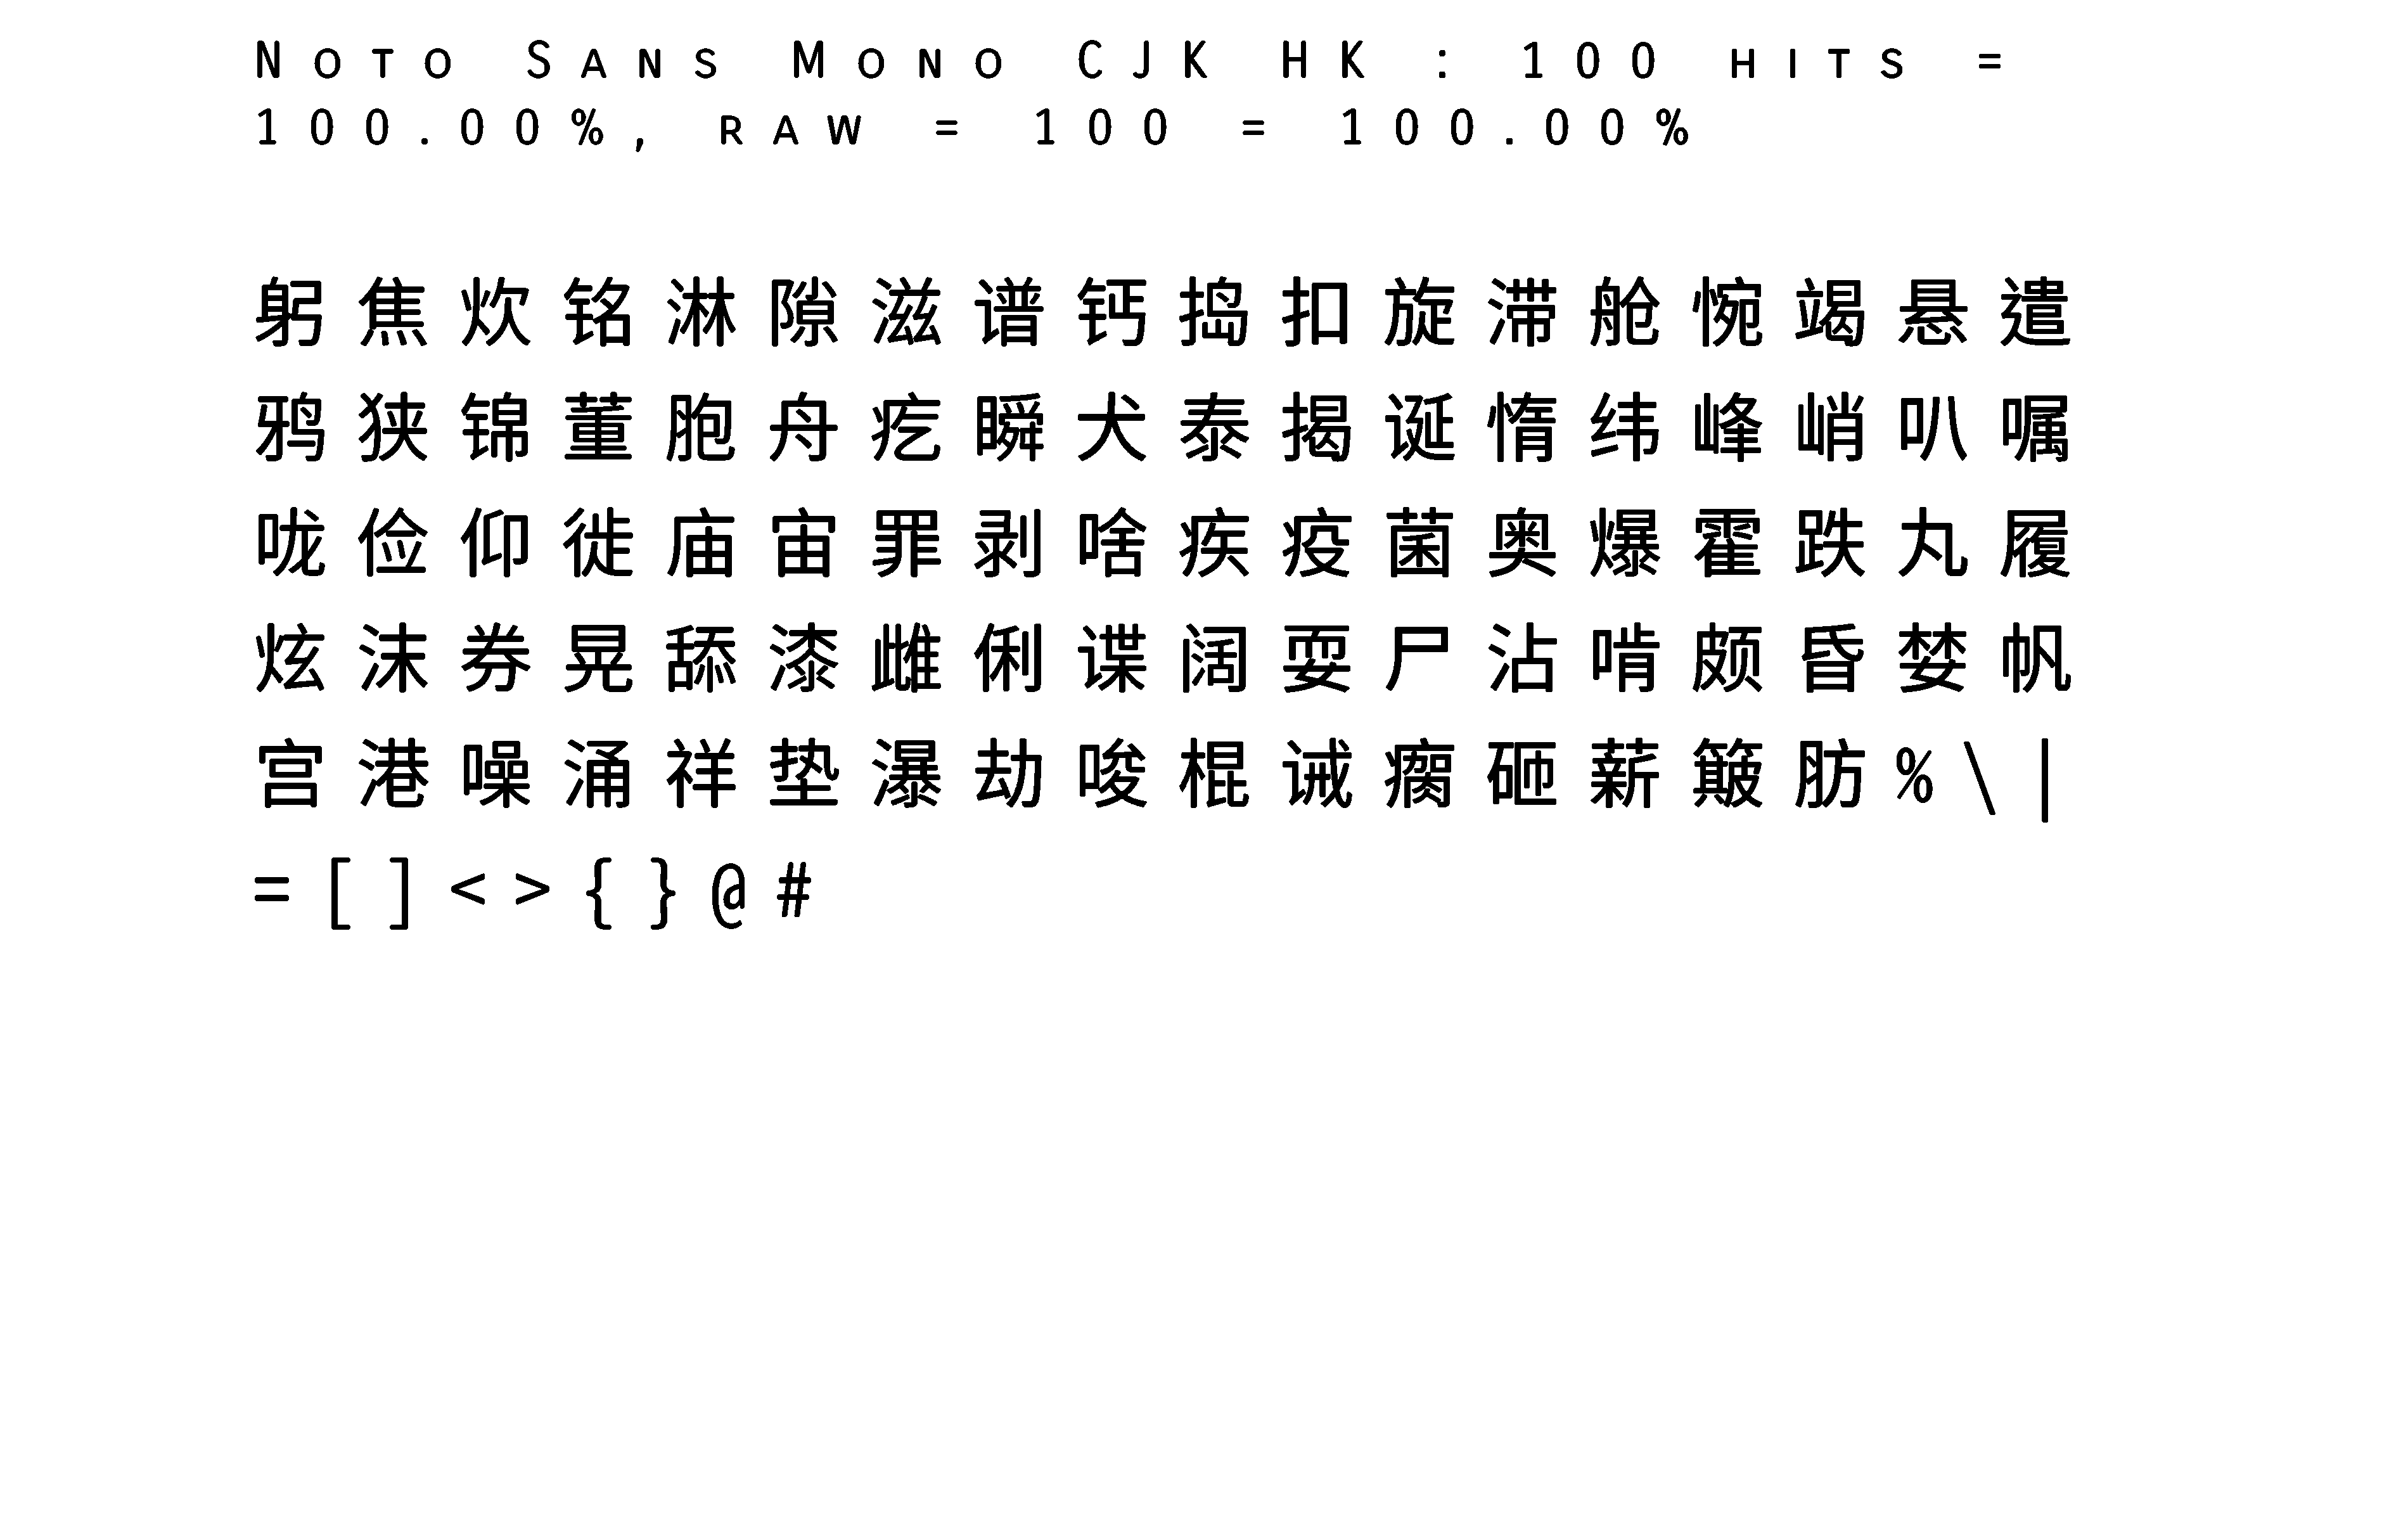 Noto Sans Mono CJK HK : 100 hits =
100.00%, raw = 100 = 100.00%
躬焦炊铭淋隙滋谱钙捣扣旋滞舱惋竭悬遣
鸦狭锦董胞舟疙瞬犬泰揭诞惰纬峰峭叭嘱
咙俭仰徙庙宙罪剥啥疾疫菌奥爆霍跌丸履
炫沫券晃舔漆雌俐谍阔耍尸沾啃颇昏婪帆
宫港噪涌祥垫瀑劫唆棍诫瘸砸薪簸肪%\|
=[]<>{}@#